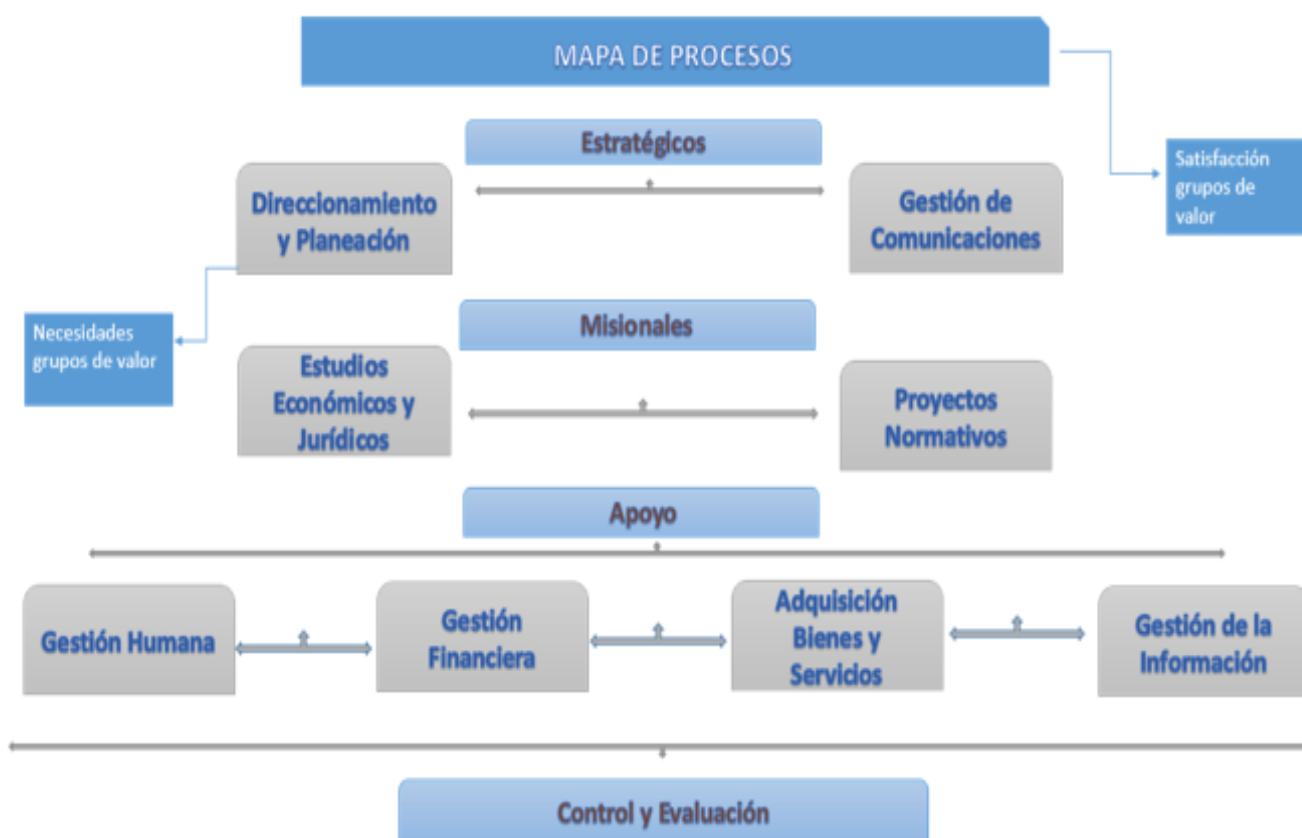 MAPA DE PROCESOS
Estratégicos
Direccionamiento
y Planeación
Gestión de
Comunicaciones
Satisfacción
grupos de
valor
Necesidades
grupos de valor
Misionales
Estudios
Económicos y
Jurídicos
Proyectos
Normativos
Apoyo
Gestión Humana
Gestión
Financiera
Adquisición
Bienes y
Servicios
Gestión de la
Información
Control y Evaluación